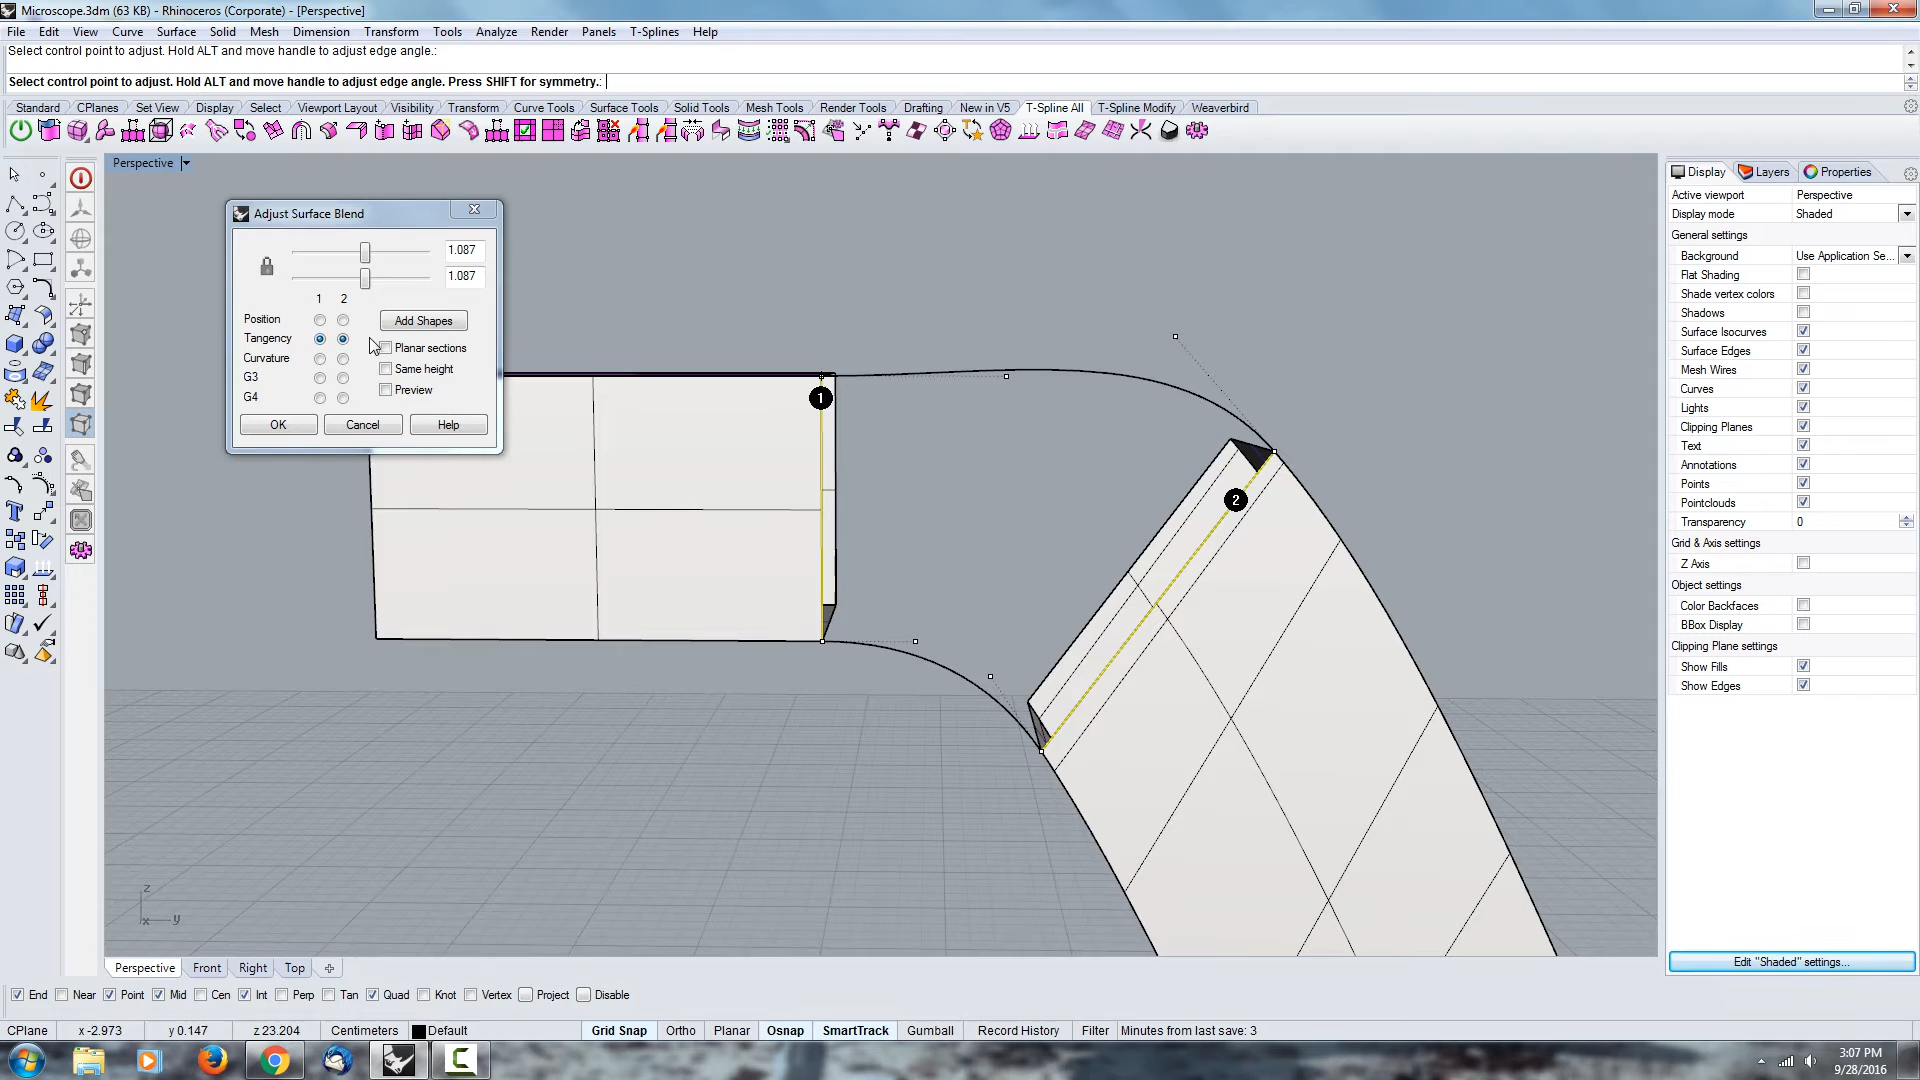 Microscope.3dm (63 KB) - Rhinoceros (Corporate) - [Perspective]
File Edit View Curve Surface Solid Mesh Dimension Transform Tools Analyze Render Panels T-Splines Help
Select control point to adjust. Hold ALT and move handle to adjust edge angle.:
Select control point to adjust. Hold ALT and move handle to adjust edge angle. Press SHIFT for symmetry.:
Standard CPlanes Set View Display Select Viewport Layout Visibility Transform Curve Tools Surface Tools Solid Tools Mesh Tools Render Tools Drafting New in V5 T-Spline All T-Spline Modify Weaverbird
Perspective
Adjust Surface Blend
1.087
1.087
1 2
Position
Tangency
Curvature
G3
G4
Add Shapes
Planar sections
Same height
Preview
OK Cancel Help
1
2
z
x y
Display Layers Properties
Active viewport Perspective
Display mode Shaded
General settings
Background Use Application Se...
Flat Shading
Shade vertex colors
Shadows
Surface Isocurves
Surface Edges
Mesh Wires
Curves
Lights
Clipping Planes
Text
Annotations
Points
Pointclouds
Transparency 0
Grid & Axis settings
Z Axis
Object settings
Color Backfaces
BBox Display
Clipping Plane settings
Show Fills
Show Edges
Edit "Shaded" settings...
Perspective Front Right Top
End Near Point Mid Cen Int Perp Tan Quad Knot Vertex Project Disable
CPlane x -2.973 y 0.147 z 23.204 Centimeters Default Grid Snap Ortho Planar Osnap SmartTrack Gumball Record History Filter Minutes from last save: 3
3:07 PM
9/28/2016